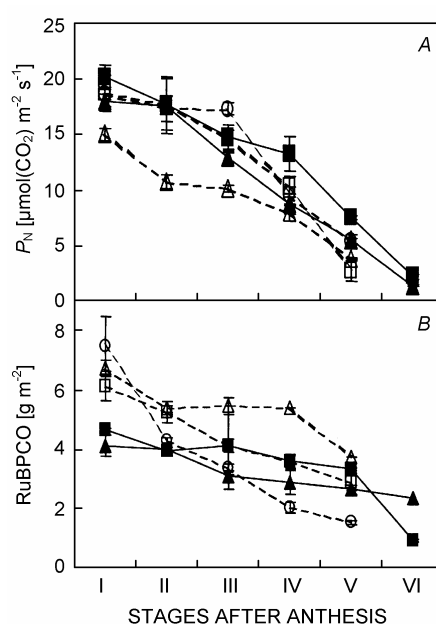 A
25
20
15
10
5
0
P_N [µmol(CO₂) m⁻² s⁻¹]
B
8
6
4
2
0
RuBPCO [g m⁻²]
I II III IV V VI
STAGES AFTER ANTHESIS